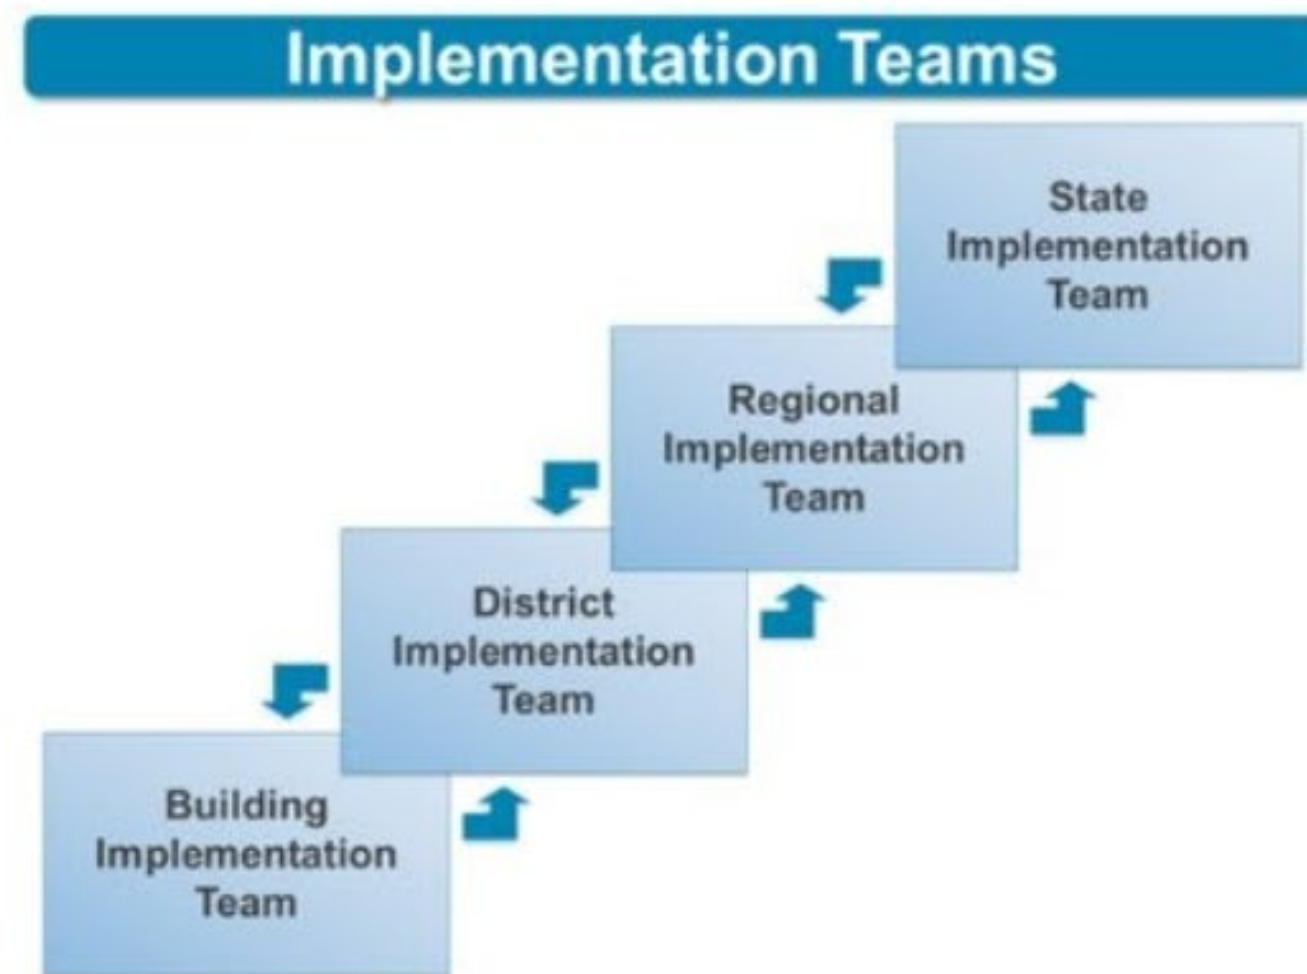 Implementation Teams
State
Implementation
Team
Regional
Implementation
Team
District
Implementation
Team
Building
Implementation
Team